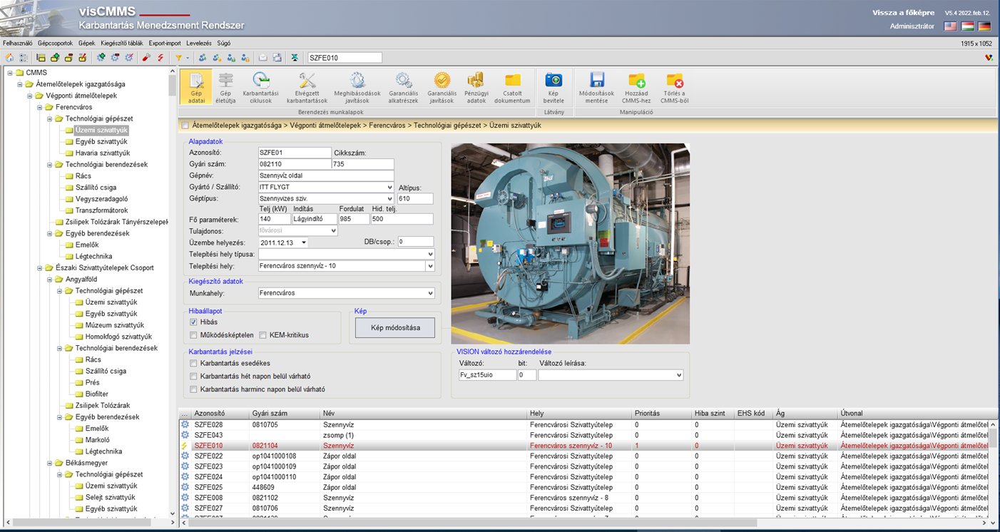 visCMMS
Karbantartás Menedzsment Rendszer
Vissza a főképre V5.4 2022.feb.12.
Adminisztrátor
Felhasználó Gépcsoportok Gépek Kiegészítő táblák Export-import Levelezés Súgó
1915 x 1052
SZFE010
CMMS
Átemelőtelepek igazgatósága
Végponti átmelőtelepek
Ferencváros
Technológiai gépészet
Üzemi szivattyúk
Egyéb szivattyúk
Havaria szivattyúk
Technológiai berendezések
Rács
Szállító csiga
Vegyszeradagoló
Transzformátorok
Zsilipek Tolózárak Tányérszelepek
Egyéb berendezések
Emelők
Légtechnika
Északi Szivattyútelepek Csoport
Angyalföld
Technológiai gépészet
Üzemi szivattyúk
Egyéb szivattyúk
Múzeum szivattyúk
Homokfogó szivattyúk
Technológiai berendezések
Rács
Szállító csiga
Prés
Biofilter
Zsilipek Tolózárak
Egyéb berendezések
Emelők
Markoló
Légtechnika
Békásmegyer
Technológiai gépészet
Üzemi szivattyúk
Selejt szivattyúk
Egyéb szivattyúk
Gép adatai
Gép életútja
Karbantartási ciklusok
Elvégzett karbantartások
Meghibásodások javítások
Garanciális alkatrészek
Garanciális javítások
Pénzügyi adatok
Csatolt dokumentum
Kép bevitele
Módosítások mentése
Hozzáad CMMS-hez
Törlés a CMMS-ből
Berendezés munkalapok
Látvány
Manipuláció
Átemelőtelepek igazgatósága > Végponti átmelőtelepek > Ferencváros > Technológiai gépészet > Üzemi szivattyúk
Alapadatok
Azonosító: SZFE01 Cikkszám:
Gyári szám: 082110 735
Gépnév: Szennyvíz oldal
Gyártó / Szállító: ITT FLYGT Altípus:
Géptípus: Szennyvizes sziv. 610
Telj (kW) Indítás Fordulat Hid. telj.
Fő paraméterek: 140 Lágyindító 985 500
Tulajdonos: fővárosi
Üzembe helyezés: 2011.12.13 DB/csop.: 0
Telepítési hely típusa:
Telepítési hely: Ferencváros szennyvíz - 10
Kiegészítő adatok
Munkahely: Ferencváros
Hibaállapot
Hibás
Működésképtelen KEM-kritikus
Kép
Kép módosítása
Karbantartás jelzései
Karbantartás esedékes
Karbantartás hét napon belül várható
Karbantartás harminc napon belül várható
VISION változó hozzárendelése
Változó: bit: Változó leírása:
Fv_sz15uio 0
... Azonosító Gyári szám Név Hely Prioritás Hiba szint EHS kód Ág Útvonal
SZFE028 0810705 Szennyvíz Ferencvárosi Szivattyútelep 0 0 Üzemi szivattyúk Átemelőtelepek igazgatósága\Végponti átmelőtel
SZFE043 zsomp (1) Ferencvárosi Szivattyútelep 0 0 Üzemi szivattyúk Átemelőtelepek igazgatósága\Végponti átmelőtel
SZFE010 0821104 Szennyvíz Ferencváros szennyvíz - 10 1 0 Üzemi szivattyúk Átemelőtelepek igazgatósága\Végponti átmelőtel
SZFE022 op1041000108 Zápor oldal Ferencvárosi Szivattyútelep 0 0 Üzemi szivattyúk Átemelőtelepek igazgatósága\Végponti átmelőtel
SZFE023 op1041000109 Zápor oldal Ferencvárosi Szivattyútelep 0 0 Üzemi szivattyúk Átemelőtelepek igazgatósága\Végponti átmelőtel
SZFE024 op1041000110 Zápor oldal Ferencvárosi Szivattyútelep 0 0 Üzemi szivattyúk Átemelőtelepek igazgatósága\Végponti átmelőtel
SZFE025 448609 Zápor oldal Ferencvárosi Szivattyútelep 0 0 Üzemi szivattyúk Átemelőtelepek igazgatósága\Végponti átmelőtel
SZFE008 0821102 Szennyvíz Ferencváros szennyvíz - 8 0 0 Üzemi szivattyúk Átemelőtelepek igazgatósága\Végponti átmelőtel
SZFE027 0810706 Szennyvíz Ferencvárosi Szivattyútelep 0 0 Üzemi szivattyúk Átemelőtelepek igazgatósága\Végponti átmelőtel